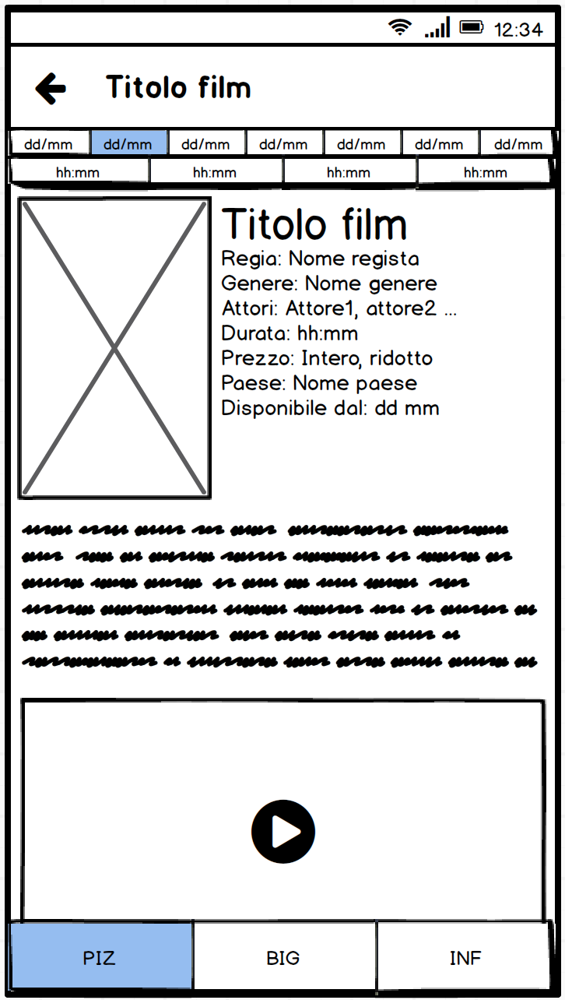 12:34
Titolo film
dd/mm dd/mm dd/mm dd/mm dd/mm dd/mm dd/mm
hh:mm hh:mm hh:mm hh:mm
Titolo film
Regia: Nome regista
Genere: Nome genere
Attori: Attore1, attore2 ...
Durata: hh:mm
Prezzo: Intero, ridotto
Paese: Nome paese
Disponibile dal: dd mm
PIZ BIG INF